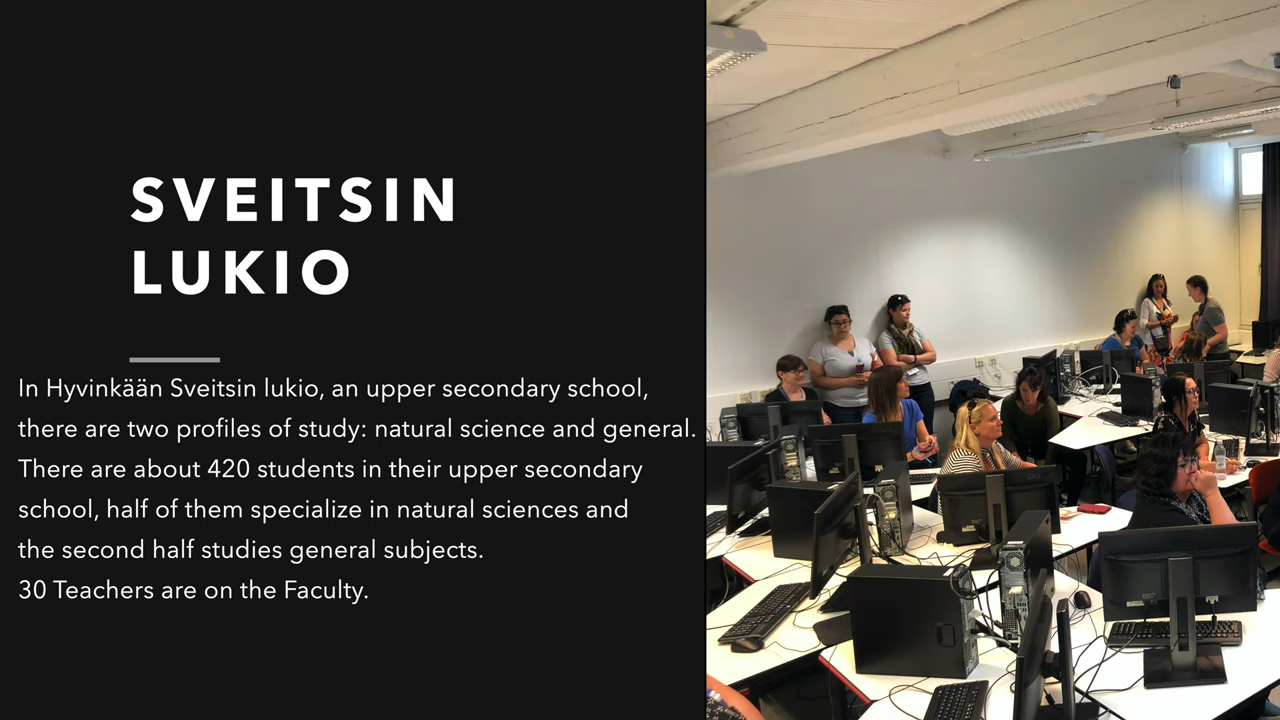 SVEITSIN
LUKIO
In Hyvinkään Sveitsin lukio, an upper secondary school,
there are two profiles of study: natural science and general.
There are about 420 students in their upper secondary
school, half of them specialize in natural sciences and
the second half studies general subjects.
30 Teachers are on the Faculty.